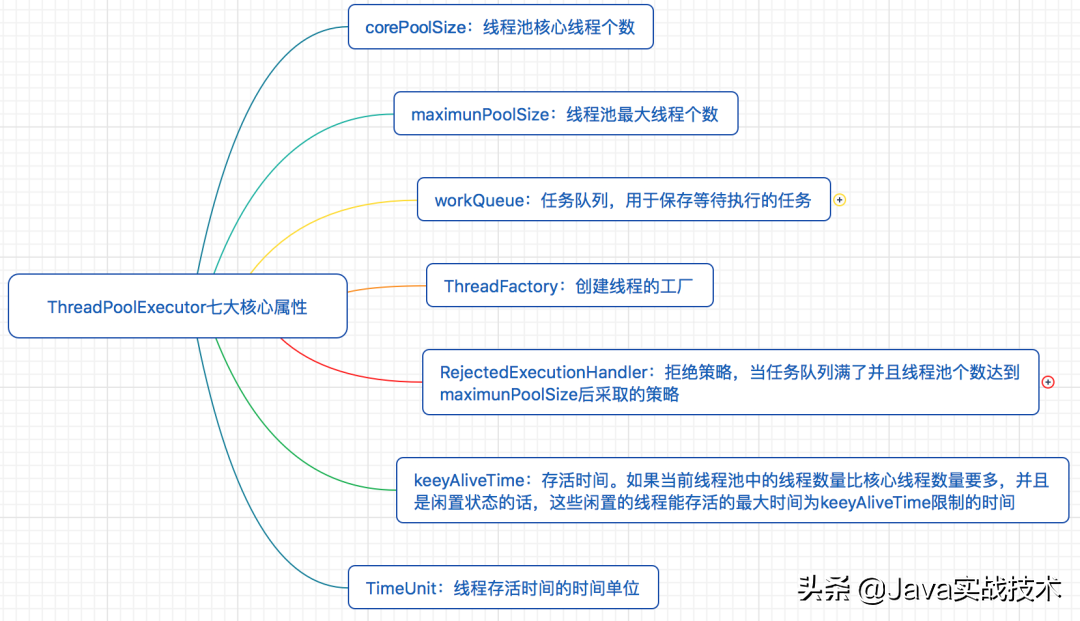 corePoolSize：线程池核心线程个数
maximunPoolSize：线程池最大线程个数
workQueue：任务队列，用于保存等待执行的任务
ThreadFactory：创建线程的工厂
ThreadPoolExecutor七大核心属性
RejectedExecutionHandler：拒绝策略，当任务队列满了并且线程池个数达到
maximunPoolSize后采取的策略
keeyAliveTime：存活时间。如果当前线程池中的线程数量比核心线程数量要多，并且
是闲置状态的话，这些闲置的线程能存活的最大时间为keeyAliveTime限制的时间
TimeUnit：线程存活时间的时间单位
头条 @Java实战技术